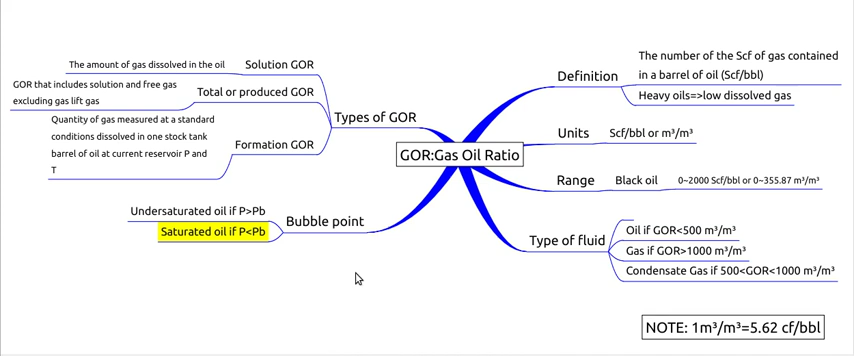 GOR:Gas Oil Ratio
Types of GOR
Solution GOR
The amount of gas dissolved in the oil
Total or produced GOR
GOR that includes solution and free gas
excluding gas lift gas
Formation GOR
Quantity of gas measured at a standard
conditions dissolved in one stock tank
barrel of oil at current reservoir P and
T
Bubble point
Undersaturated oil if P>Pb
Saturated oil if P<Pb
Definition
The number of the Scf of gas contained
in a barrel of oil (Scf/bbl)
Heavy oils=>low dissolved gas
Units
Scf/bbl or m³/m³
Range
Black oil
0~2000 Scf/bbl or 0~355.87 m³/m³
Type of fluid
Oil if GOR<500 m³/m³
Gas if GOR>1000 m³/m³
Condensate Gas if 500<GOR<1000 m³/m³
NOTE: 1m³/m³=5.62 cf/bbl